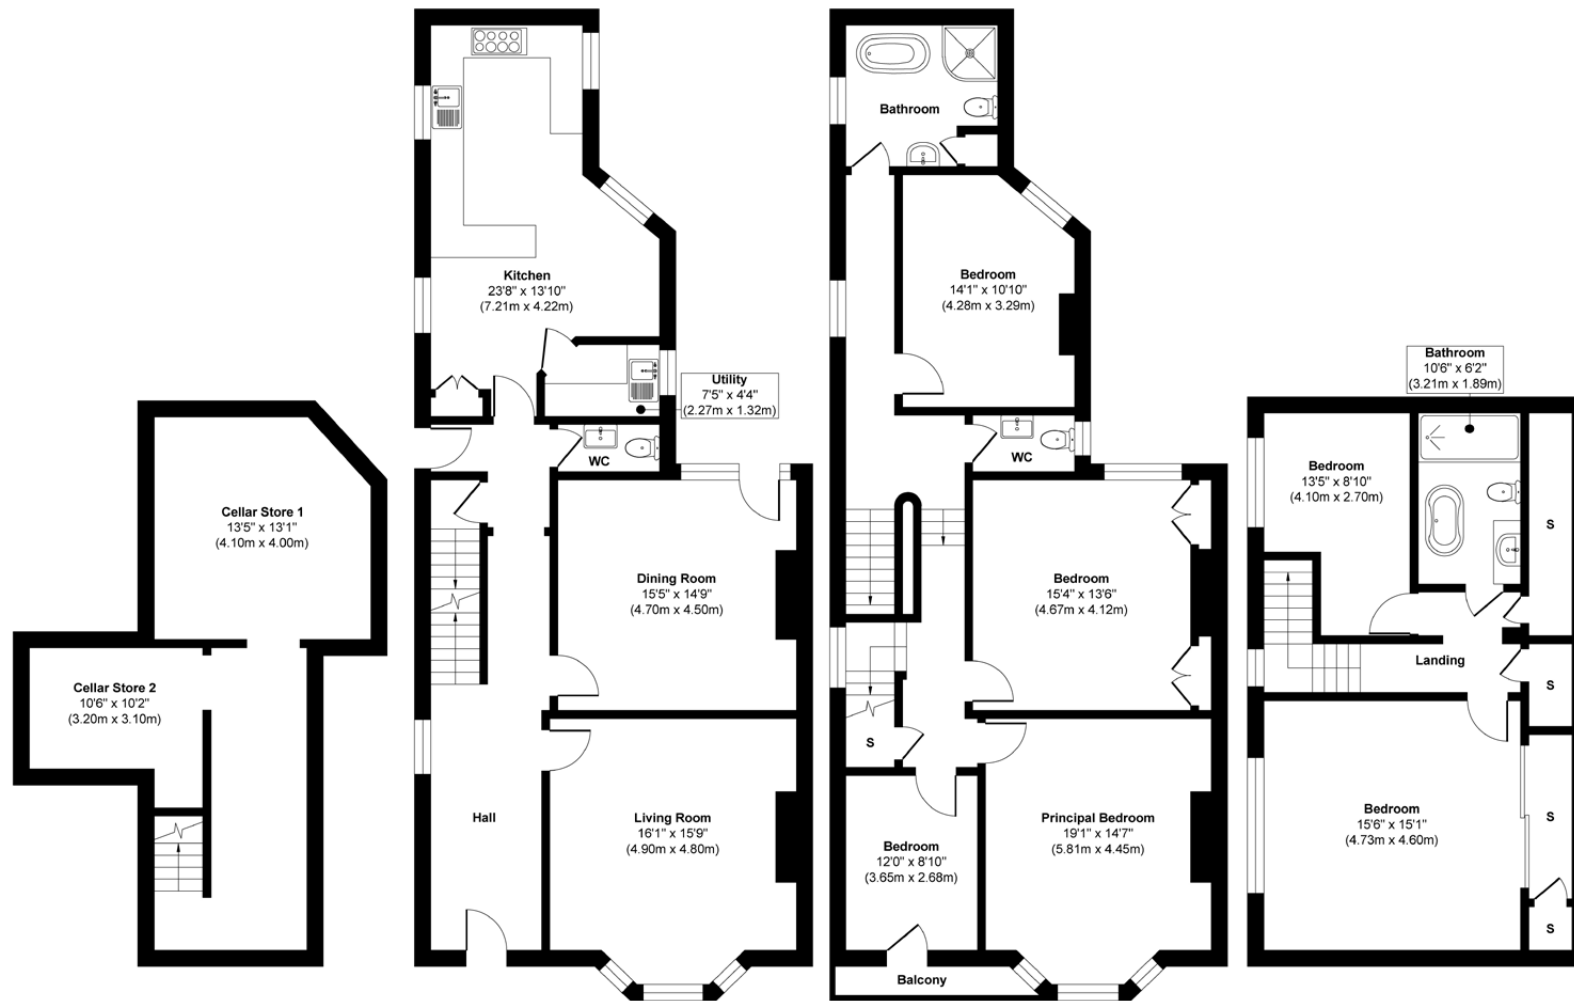 Cellar Store 1
13'5" x 13'1"
(4.10m x 4.00m)
Cellar Store 2
10'6" x 10'2"
(3.20m x 3.10m)
Kitchen
23'8" x 13'10"
(7.21m x 4.22m)
Utility
7'5" x 4'4"
(2.27m x 1.32m)
WC
Dining Room
15'5" x 14'9"
(4.70m x 4.50m)
Hall
Living Room
16'1" x 15'9"
(4.90m x 4.80m)
Bathroom
Bedroom
14'1" x 10'10"
(4.28m x 3.29m)
WC
Bedroom
15'4" x 13'6"
(4.67m x 4.12m)
S
Bedroom
12'0" x 8'10"
(3.65m x 2.68m)
Principal Bedroom
19'1" x 14'7"
(5.81m x 4.45m)
Balcony
Bathroom
10'6" x 6'2"
(3.21m x 1.89m)
Bedroom
13'5" x 8'10"
(4.10m x 2.70m)
S
Landing
S
Bedroom
15'6" x 15'1"
(4.73m x 4.60m)
S
S